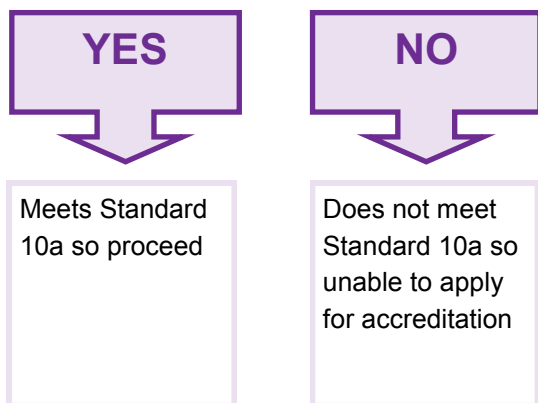 YES
NO
Meets Standard
10a so proceed
Does not meet
Standard 10a so
unable to apply
for accreditation